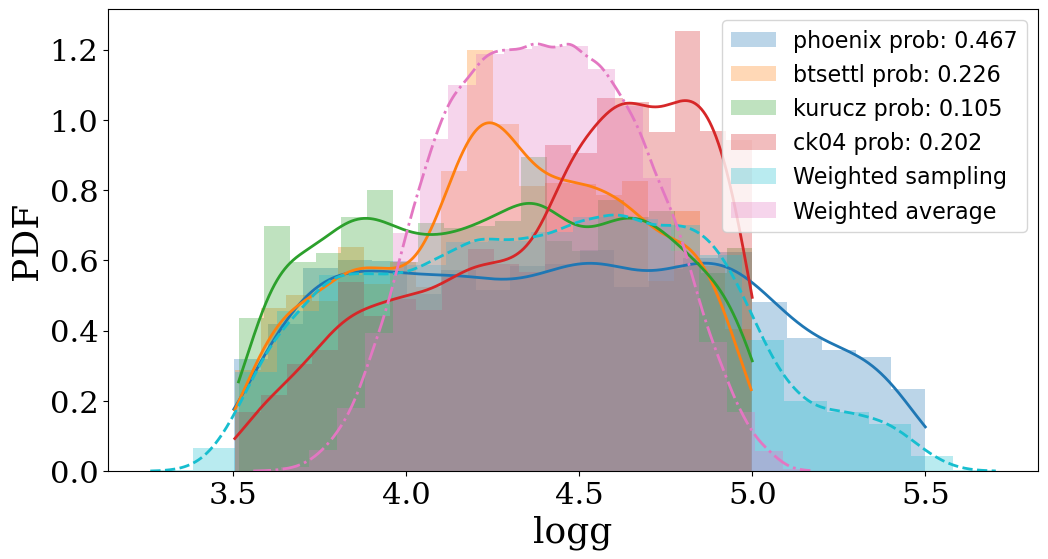 1.2
1.0
0.8
0.6
0.4
0.2
0.0
PDF
3.5 4.0 4.5 5.0 5.5
logg
phoenix prob: 0.467
btsettl prob: 0.226
kurucz prob: 0.105
ck04 prob: 0.202
Weighted sampling
Weighted average